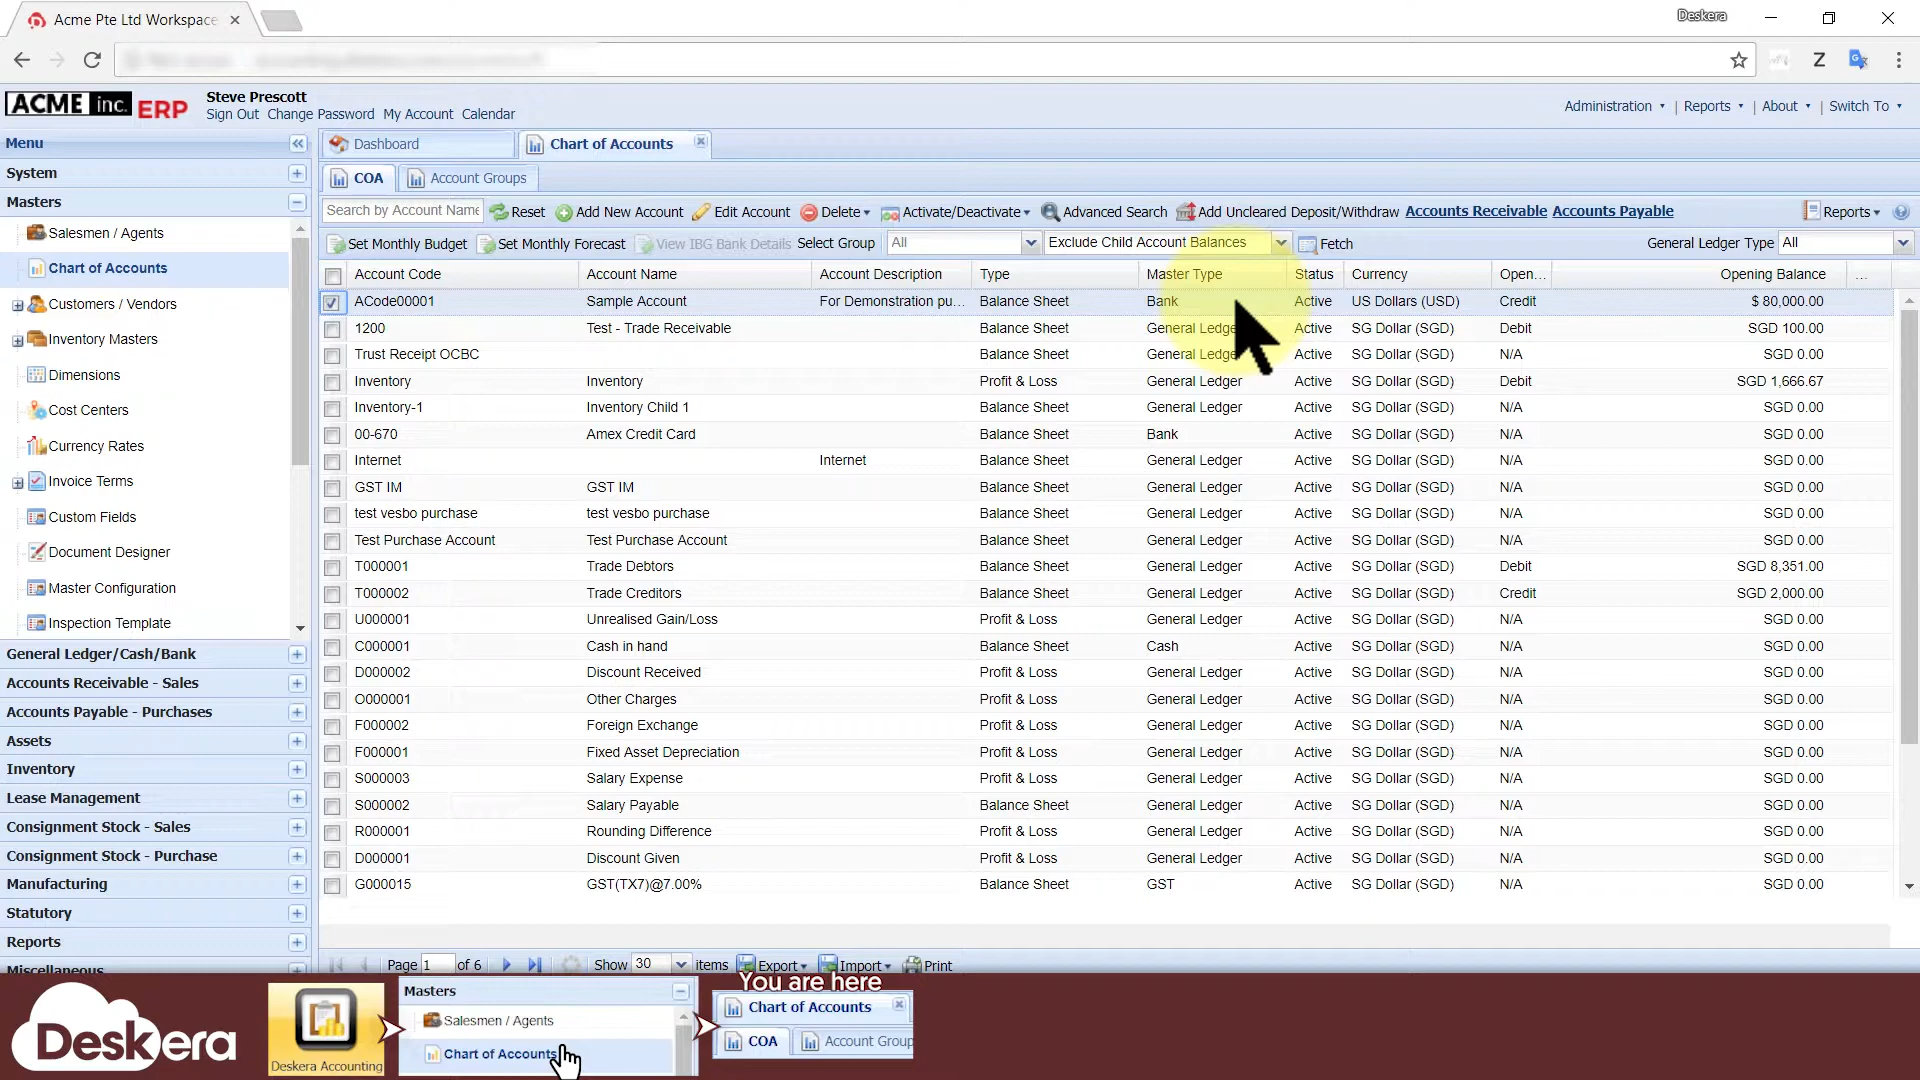 Acme Pte Ltd Workspace
Deskera
ACME inc. ERP
Steve Prescott
Sign Out Change Password My Account Calendar
Administration | Reports | About | Switch To
Menu
System
Masters
Salesmen / Agents
Chart of Accounts
Customers / Vendors
Inventory Masters
Dimensions
Cost Centers
Currency Rates
Invoice Terms
Custom Fields
Document Designer
Master Configuration
Inspection Template
General Ledger/Cash/Bank
Accounts Receivable - Sales
Accounts Payable - Purchases
Assets
Inventory
Lease Management
Consignment Stock - Sales
Consignment Stock - Purchase
Manufacturing
Statutory
Reports
Miscellaneous
Dashboard Chart of Accounts
COA Account Groups
Search by Account Name Reset Add New Account Edit Account Delete Activate/Deactivate Advanced Search Add Uncleared Deposit/Withdraw Accounts Receivable Accounts Payable Reports
Set Monthly Budget Set Monthly Forecast View IBG Bank Details Select Group All Exclude Child Account Balances Fetch General Ledger Type All
Account Code Account Name Account Description Type Master Type Status Currency Open... Opening Balance ...
ACode00001 Sample Account For Demonstration pu... Balance Sheet Bank Active US Dollars (USD) Credit $ 80,000.00
1200 Test - Trade Receivable Balance Sheet General Ledger Active SG Dollar (SGD) Debit SGD 100.00
Trust Receipt OCBC Balance Sheet General Ledger Active SG Dollar (SGD) N/A SGD 0.00
Inventory Inventory Profit & Loss General Ledger Active SG Dollar (SGD) Debit SGD 1,666.67
Inventory-1 Inventory Child 1 Balance Sheet General Ledger Active SG Dollar (SGD) N/A SGD 0.00
00-670 Amex Credit Card Balance Sheet Bank Active SG Dollar (SGD) N/A SGD 0.00
Internet Internet Balance Sheet General Ledger Active SG Dollar (SGD) N/A SGD 0.00
GST IM GST IM Balance Sheet General Ledger Active SG Dollar (SGD) N/A SGD 0.00
test vesbo purchase test vesbo purchase Balance Sheet General Ledger Active SG Dollar (SGD) N/A SGD 0.00
Test Purchase Account Test Purchase Account Balance Sheet General Ledger Active SG Dollar (SGD) N/A SGD 0.00
T000001 Trade Debtors Balance Sheet General Ledger Active SG Dollar (SGD) Debit SGD 8,351.00
T000002 Trade Creditors Balance Sheet General Ledger Active SG Dollar (SGD) Credit SGD 2,000.00
U000001 Unrealised Gain/Loss Profit & Loss General Ledger Active SG Dollar (SGD) N/A SGD 0.00
C000001 Cash in hand Balance Sheet Cash Active SG Dollar (SGD) N/A SGD 0.00
D000002 Discount Received Profit & Loss General Ledger Active SG Dollar (SGD) N/A SGD 0.00
O000001 Other Charges Profit & Loss General Ledger Active SG Dollar (SGD) N/A SGD 0.00
F000002 Foreign Exchange Profit & Loss General Ledger Active SG Dollar (SGD) N/A SGD 0.00
F000001 Fixed Asset Depreciation Profit & Loss General Ledger Active SG Dollar (SGD) N/A SGD 0.00
S000003 Salary Expense Profit & Loss General Ledger Active SG Dollar (SGD) N/A SGD 0.00
S000002 Salary Payable Balance Sheet General Ledger Active SG Dollar (SGD) N/A SGD 0.00
R000001 Rounding Difference Profit & Loss General Ledger Active SG Dollar (SGD) N/A SGD 0.00
D000001 Discount Given Profit & Loss General Ledger Active SG Dollar (SGD) N/A SGD 0.00
G000015 GST(TX7)@7.00% Balance Sheet GST Active SG Dollar (SGD) N/A SGD 0.00
Page 1 of 6 Show 30 items Export Import Print
Deskera
Deskera Accounting
Masters
Salesmen / Agents
Chart of Accounts
You are here
Chart of Accounts
COA Account Group